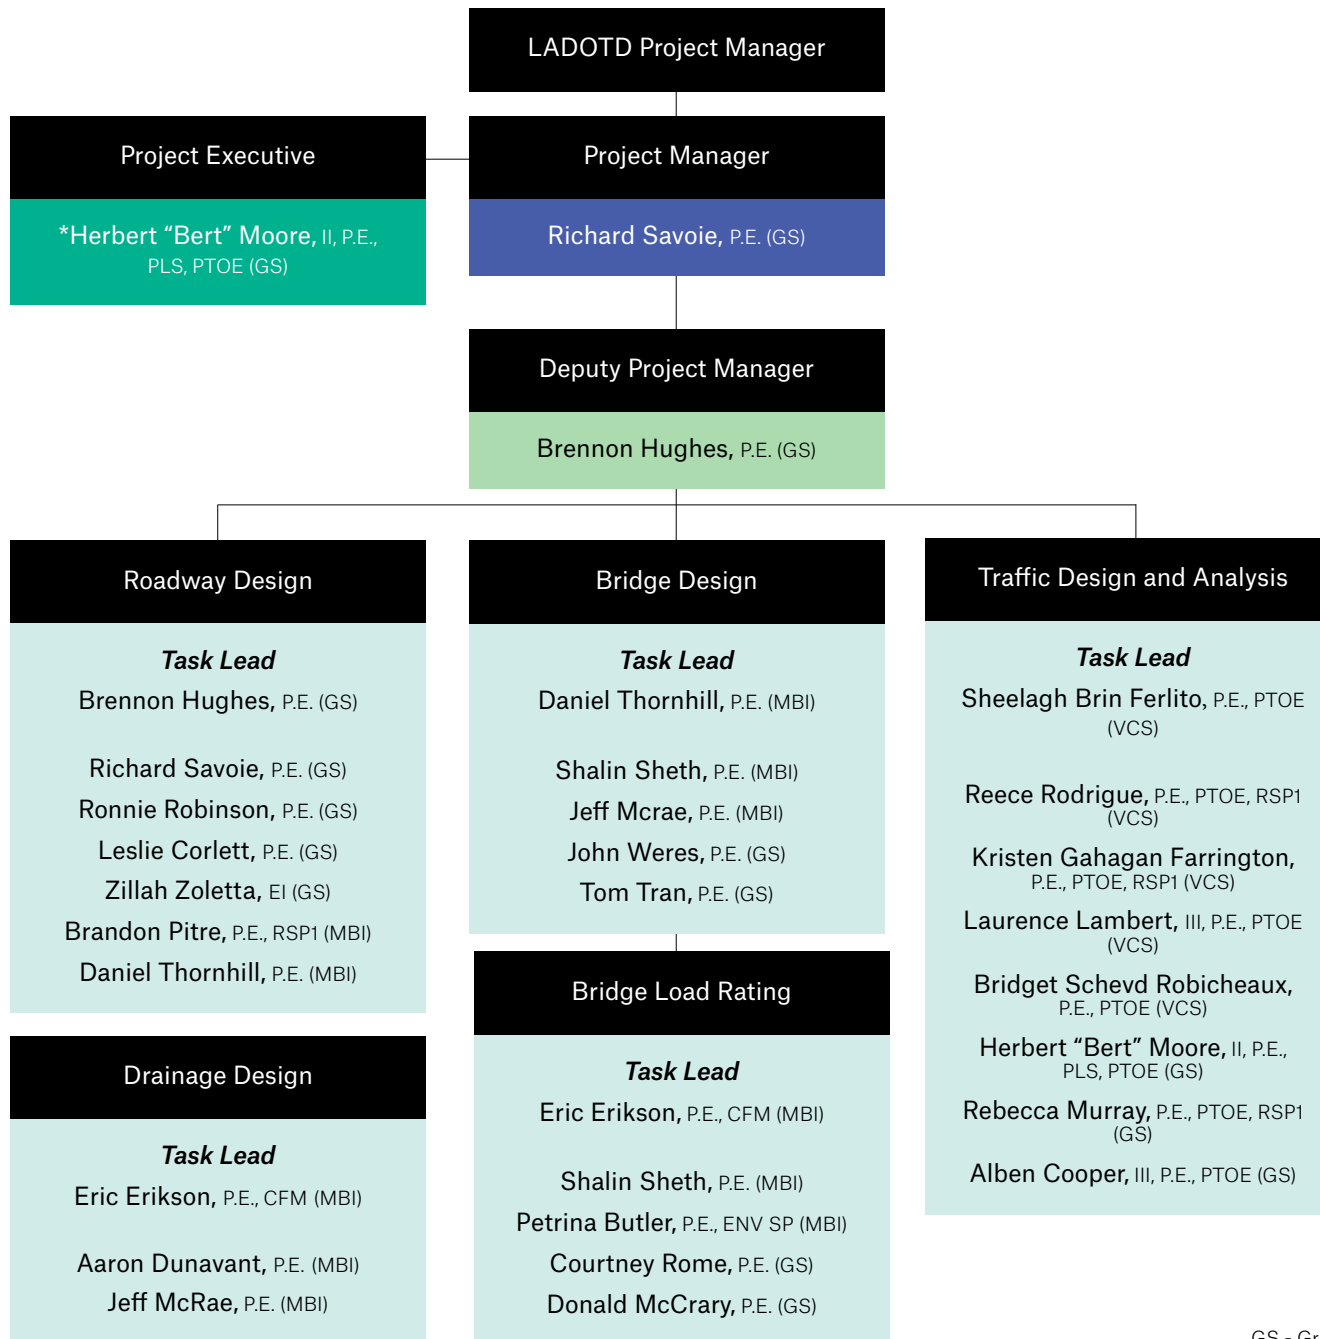 LADOTD Project Manager
Project Executive
*Herbert “Bert” Moore, II, P.E.,
PLS, PTOE (GS)
Project Manager
Richard Savoie, P.E. (GS)
Deputy Project Manager
Brennon Hughes, P.E. (GS)
Roadway Design
Task Lead
Brennon Hughes, P.E. (GS)
Richard Savoie, P.E. (GS)
Ronnie Robinson, P.E. (GS)
Leslie Corlett, P.E. (GS)
Zillah Zoletta, EI (GS)
Brandon Pitre, P.E., RSP1 (MBI)
Daniel Thornhill, P.E. (MBI)
Drainage Design
Task Lead
Eric Erikson, P.E., CFM (MBI)
Aaron Dunavant, P.E. (MBI)
Jeff McRae, P.E. (MBI)
Bridge Design
Task Lead
Daniel Thornhill, P.E. (MBI)
Shalin Sheth, P.E. (MBI)
Jeff Mcrae, P.E. (MBI)
John Weres, P.E. (GS)
Tom Tran, P.E. (GS)
Bridge Load Rating
Task Lead
Eric Erikson, P.E., CFM (MBI)
Shalin Sheth, P.E. (MBI)
Petrina Butler, P.E., ENV SP (MBI)
Courtney Rome, P.E. (GS)
Donald McCrary, P.E. (GS)
Traffic Design and Analysis
Task Lead
Sheelagh Brin Ferlito, P.E., PTOE
(VCS)
Reece Rodrigue, P.E., PTOE, RSP1
(VCS)
Kristen Gahagan Farrington,
P.E., PTOE, RSP1 (VCS)
Laurence Lambert, III, P.E., PTOE
(VCS)
Bridget Schevd Robicheaux,
P.E., PTOE (VCS)
Herbert “Bert” Moore, II, P.E.,
PLS, PTOE (GS)
Rebecca Murray, P.E., PTOE, RSP1
(GS)
Alben Cooper, III, P.E., PTOE (GS)